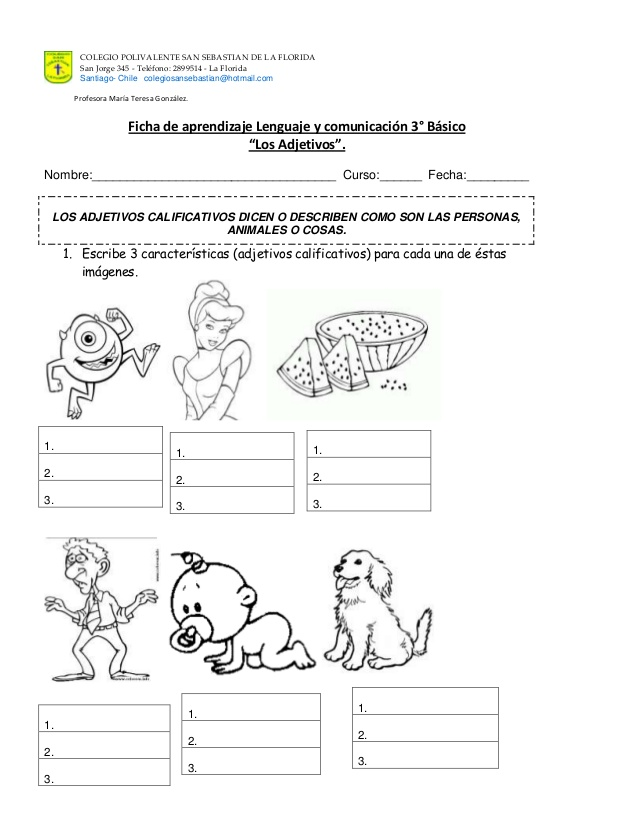 COLEGIO POLIVALENTE SAN SEBASTIAN DE LA FLORIDA
San Jorge 345 - Teléfono: 2899514 - La Florida
Santiago- Chile colegiosansebastian@hotmail.com
Profesora María Teresa González.
Ficha de aprendizaje Lenguaje y comunicación 3° Básico
“Los Adjetivos”.
Nombre:___________________________________ Curso:______ Fecha:_________
LOS ADJETIVOS CALIFICATIVOS DICEN O DESCRIBEN COMO SON LAS PERSONAS,
ANIMALES O COSAS.
1. Escribe 3 características (adjetivos calificativos) para cada una de éstas
imágenes.
1.
2.
3.
1.
2.
3.
1.
2.
3.
1.
2.
3.
1.
2.
3.
1.
2.
3.